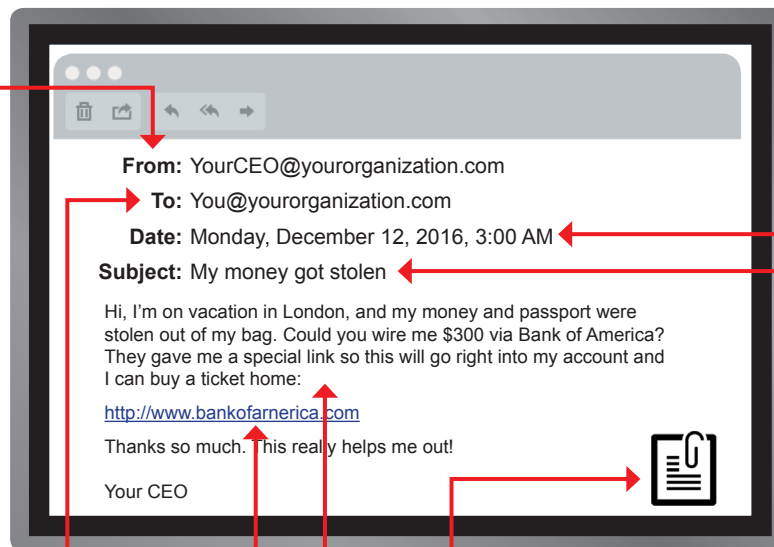 From: YourCEO@yourorganization.com
To: You@yourorganization.com
Date: Monday, December 12, 2016, 3:00 AM
Subject: My money got stolen
Hi, I'm on vacation in London, and my money and passport were
stolen out of my bag. Could you wire me $300 via Bank of America?
They gave me a special link so this will go right into my account and
I can buy a ticket home:
http://www.bankofarnerica.com
Thanks so much. This really helps me out!
Your CEO